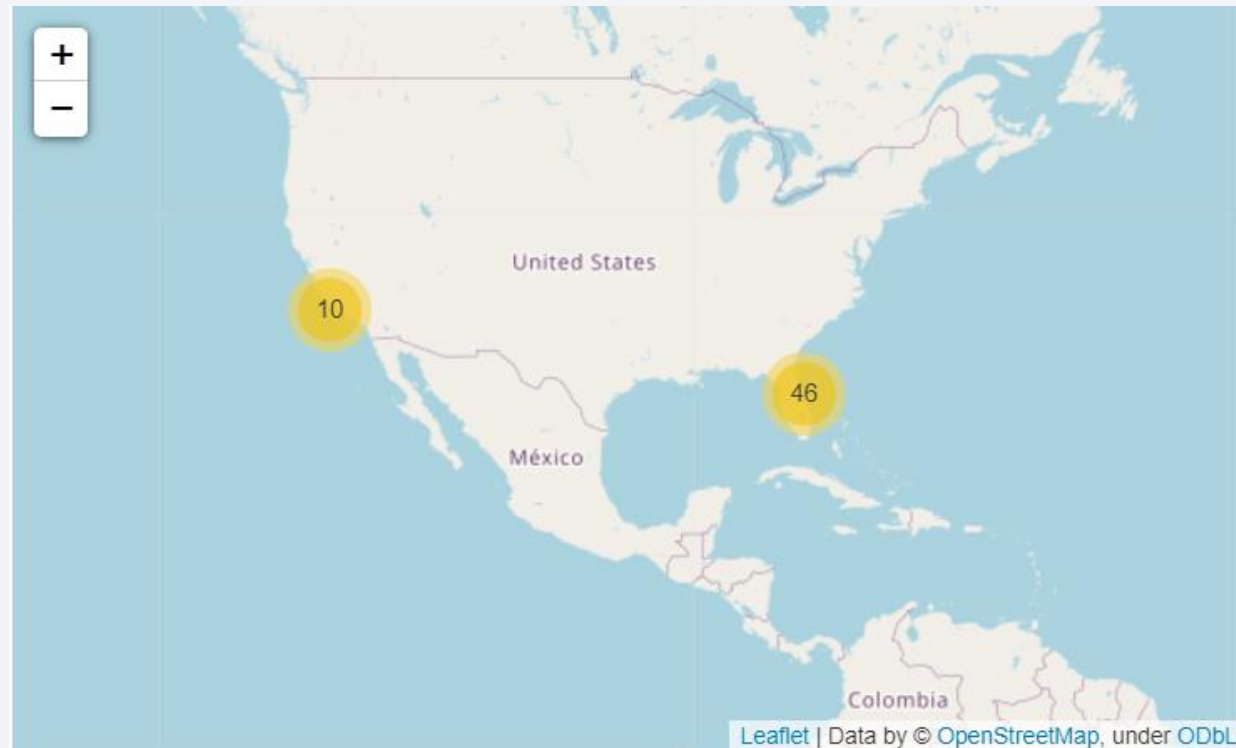 +
−
United States
10
46
México
Colombia
Leaflet | Data by © OpenStreetMap, under ODbL